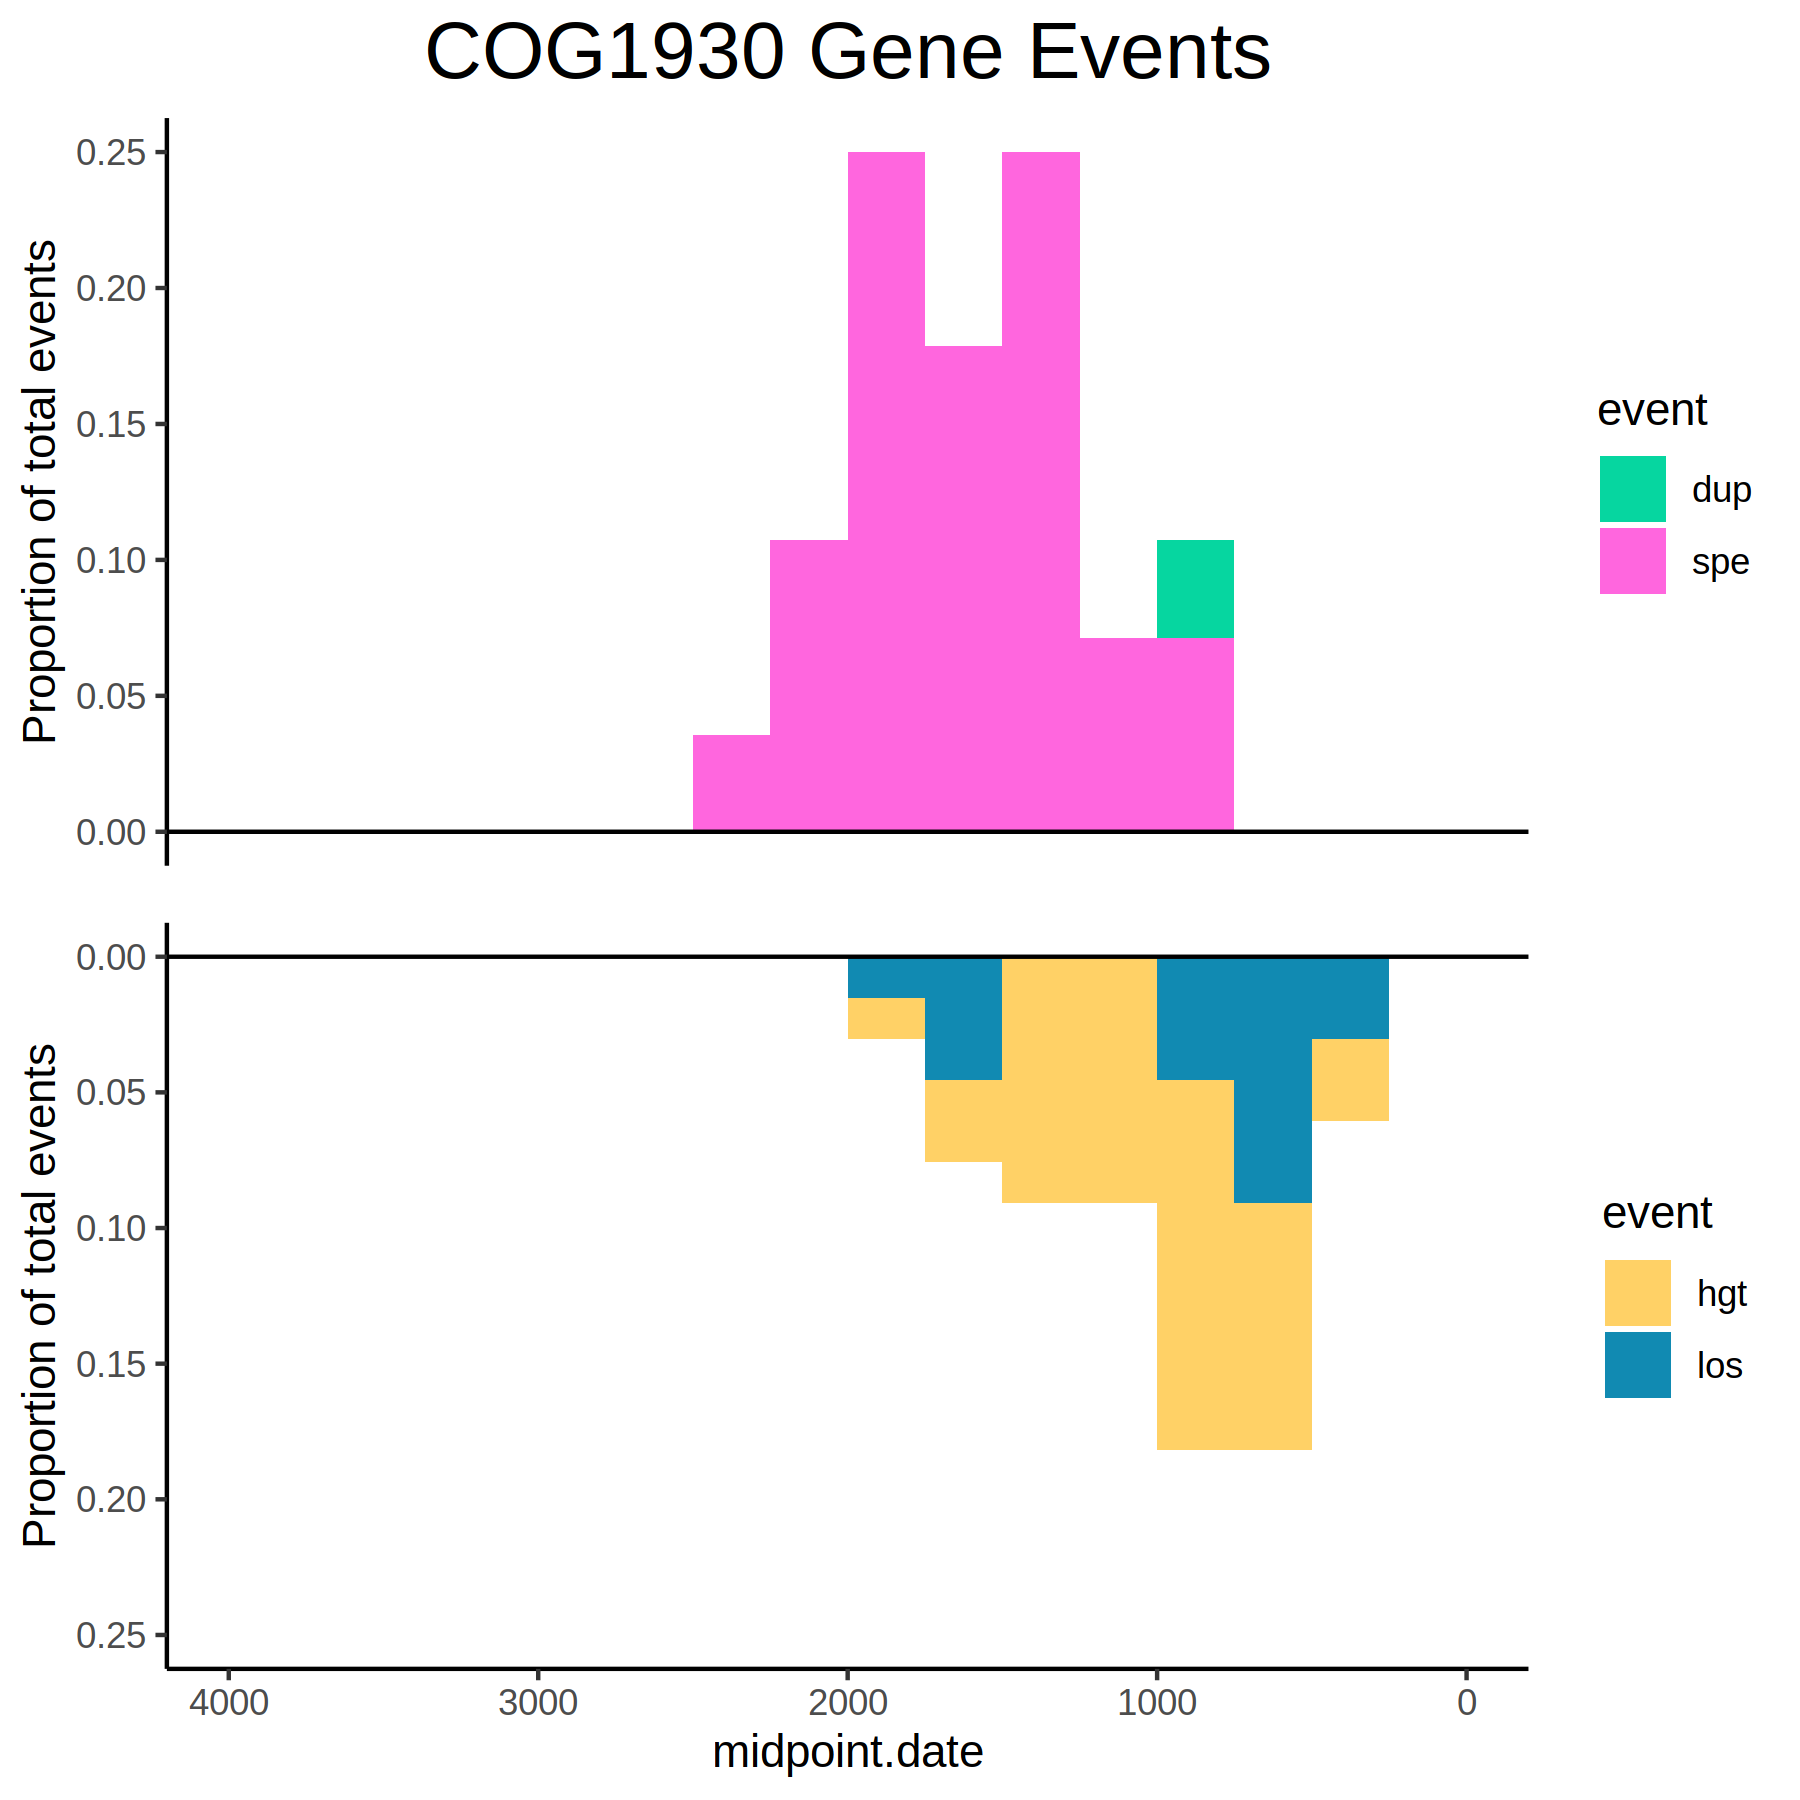 COG1930 Gene Events
Proportion of total events
0.25
0.20
0.15
0.10
0.05
0.00
event
dup
spe
Proportion of total events
0.00
0.05
0.10
0.15
0.20
0.25
event
hgt
los
4000 3000 2000 1000 0
midpoint.date